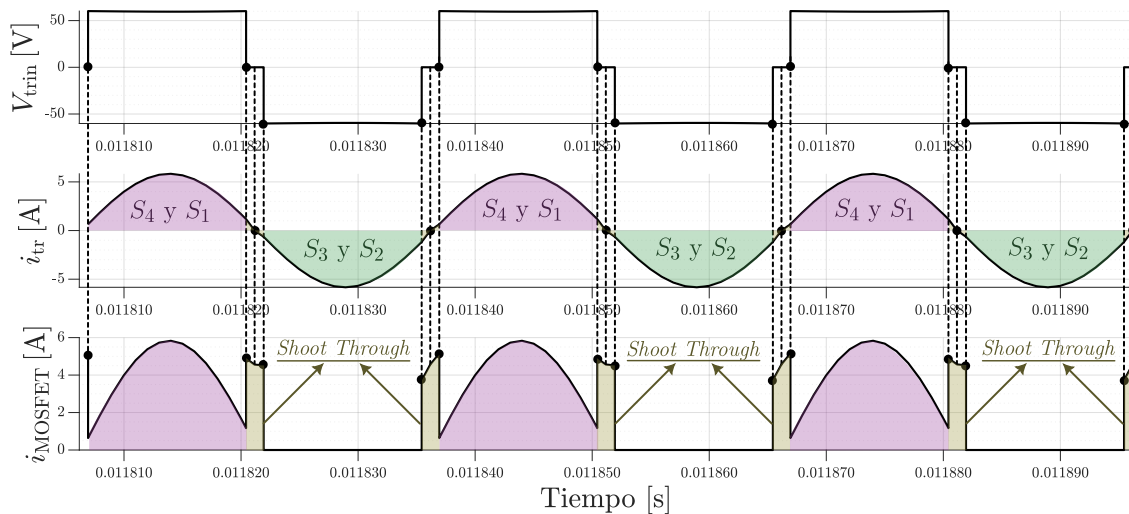 V_trin [V]
50
0
-50
0.011810 0.011820 0.011830 0.011840 0.011850 0.011860 0.011870 0.011880 0.011890
i_tr [A]
5
0
-5
S_4 y S_1 S_3 y S_2 S_4 y S_1 S_3 y S_2 S_4 y S_1 S_3 y S_2
0.011810 0.011820 0.011830 0.011840 0.011850 0.011860 0.011870 0.011880 0.011890
i_MOSFET [A]
6
4
2
0
Shoot Through Shoot Through Shoot Through
0.011810 0.011820 0.011830 0.011840 0.011850 0.011860 0.011870 0.011880 0.011890
Tiempo [s]